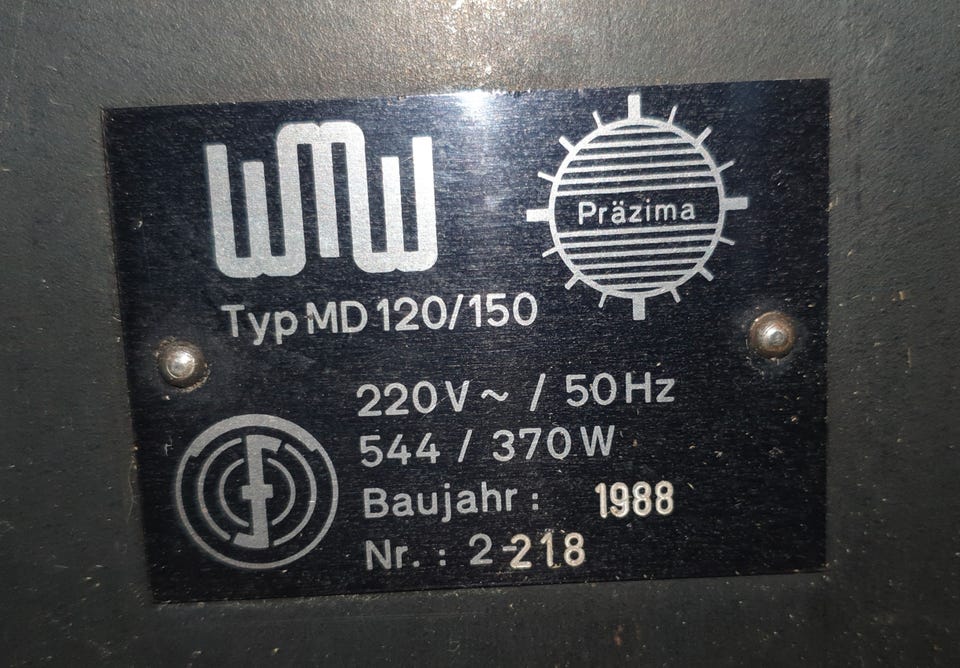 WMW
Präzima
Typ MD 120/150
220V ~ / 50Hz
544 / 370W
Baujahr : 1988
Nr. : 2-218